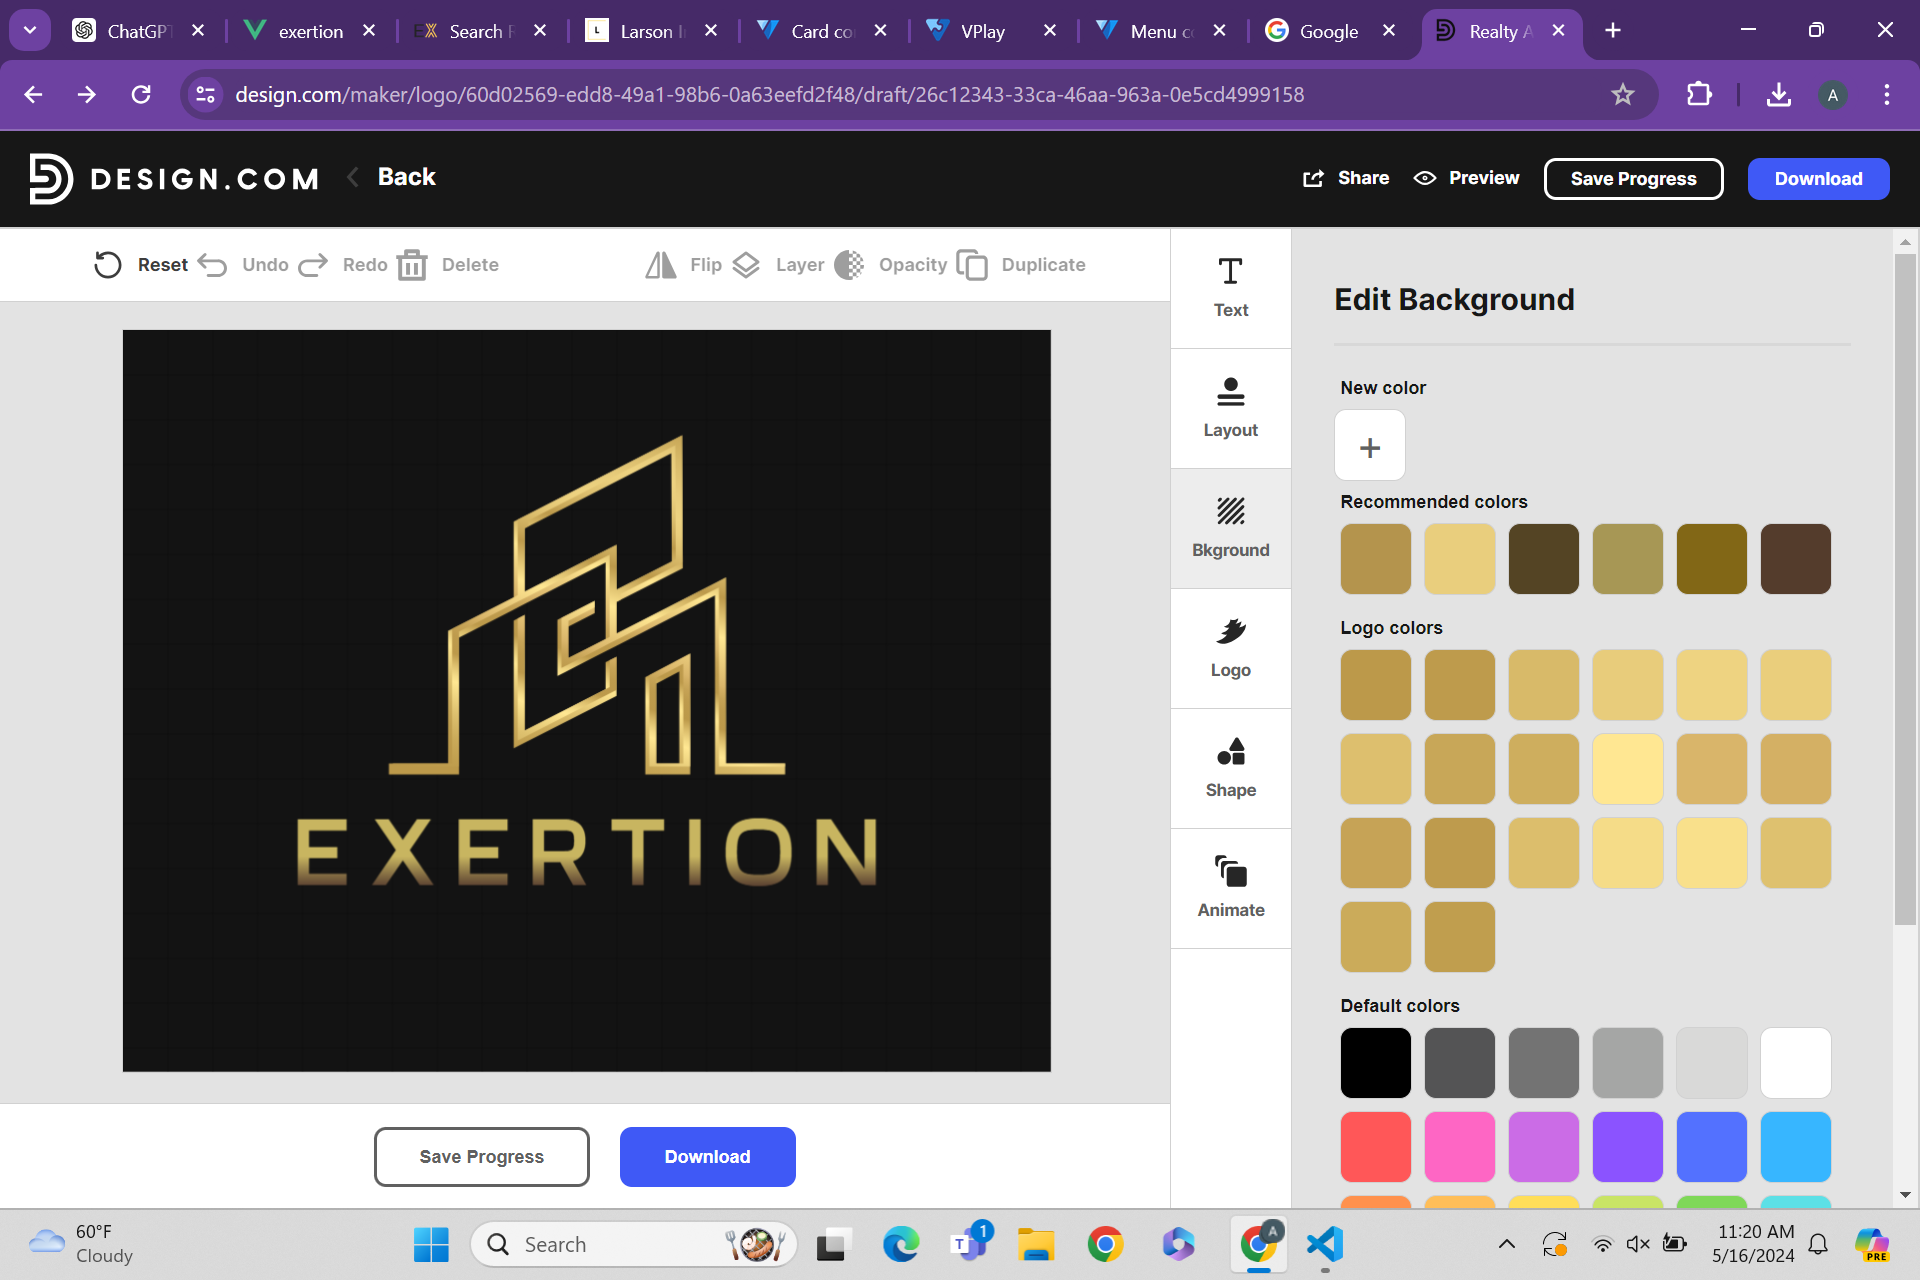 ChatGPT
exertion
EX Search R
L Larson I
Card co
VPlay
Menu c
Google
Realty A
design.com/maker/logo/60d02569-edd8-49a1-98b6-0a63eefd2f48/draft/26c12343-33ca-46aa-963a-0e5cd4999158
A
DESIGN.COM
Back
Share
Preview
Save Progress
Download
Reset
Undo
Redo
Delete
Flip
Layer
Opacity
Duplicate
Text
Layout
Bkground
Logo
Shape
Animate
Edit Background
New color
+
Recommended colors
Logo colors
Default colors
EXERTION
Save Progress
Download
60°F
Cloudy
Search
T
1
A
11:20 AM
5/16/2024
PRE